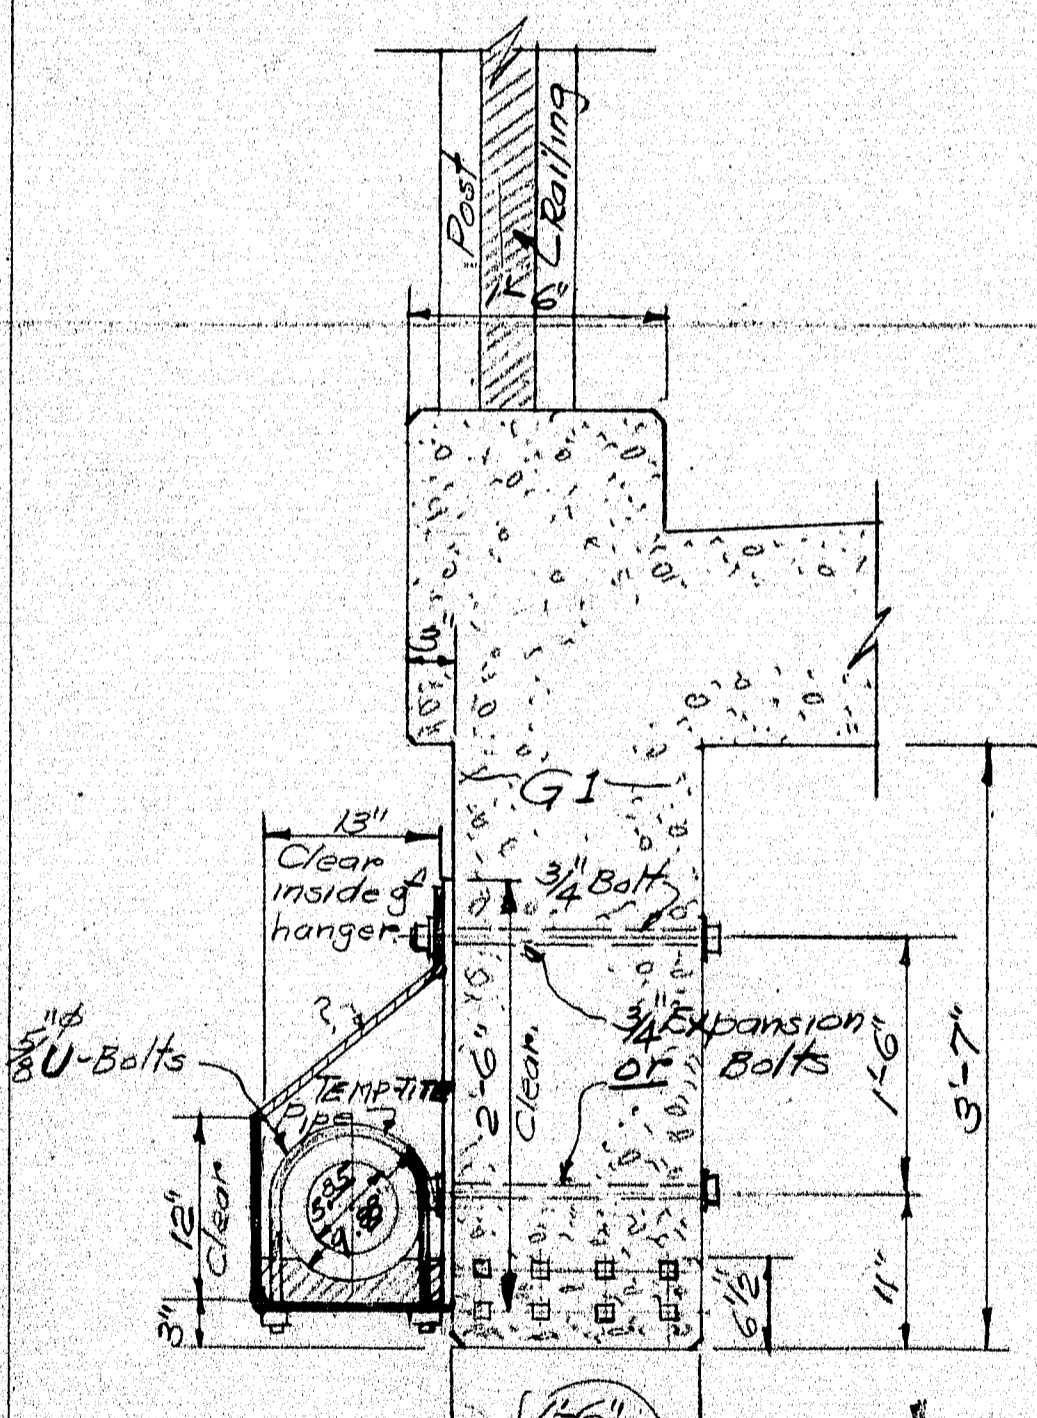 Post
Railing
1'-6"
3"
G1
13"
Clear
inside of
hanger
3/4" Bolt
3/4" Expansion
or Bolts
5/8" φ
U-Bolts
?
TEMP-TITE
Pipe
2'-6"
Clear
1'-6"
3'-7"
12"
Clear
3"
5.85
11"
6 1/2"
1'-6"